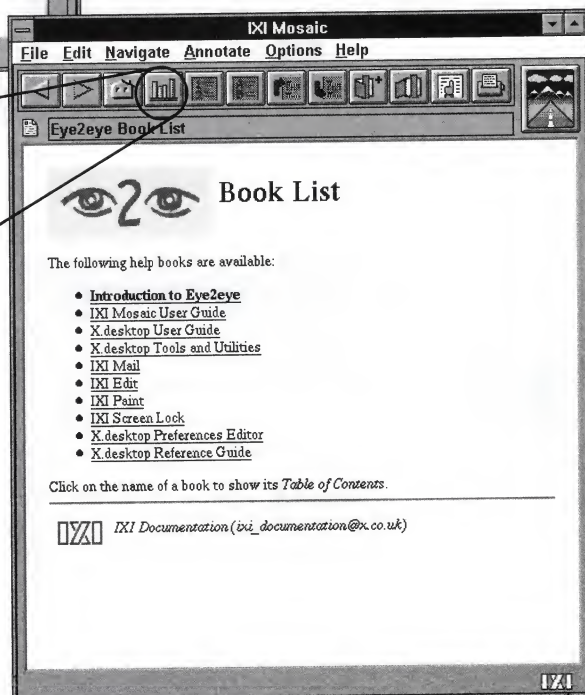 IXI Mosaic
File Edit Navigate Annotate Options Help
Eye2eye Book List
2 Book List
The following help books are available:
• Introduction to Eye2eye
• IXI Mosaic User Guide
• X.desktop User Guide
• X.desktop Tools and Utilities
• IXI Mail
• IXI Edit
• IXI Paint
• IXI Screen Lock
• X.desktop Preferences Editor
• X.desktop Reference Guide
Click on the name of a book to show its Table of Contents.
IXI IXI Documentation (ixi_documentation@x.co.uk)
IXI